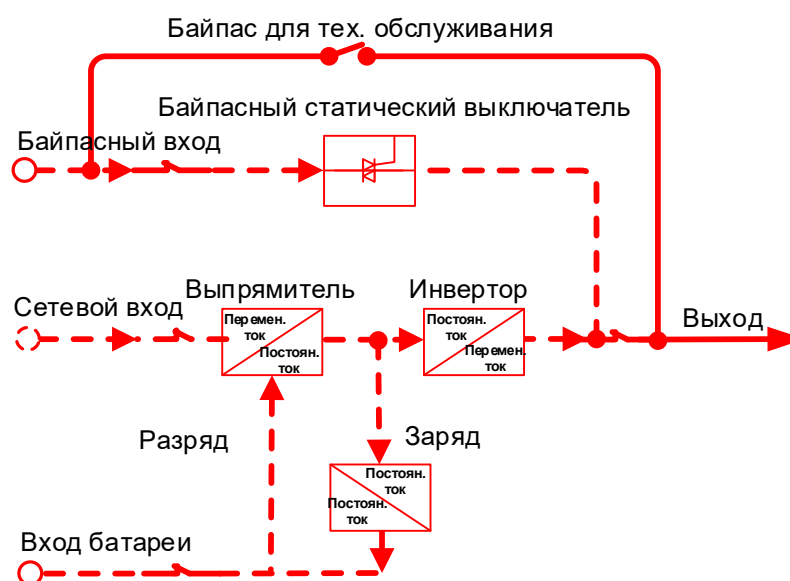 Байпас для тех. обслуживания
Байпасный статический выключатель
Байпасный вход
Выпрямитель
Инвертор
Сетевой вход
Выход
Перемен.
ток
Постоян.
ток
Постоян.
ток
Перемен.
ток
Разряд
Заряд
Постоян.
ток
Постоян.
ток
Вход батареи